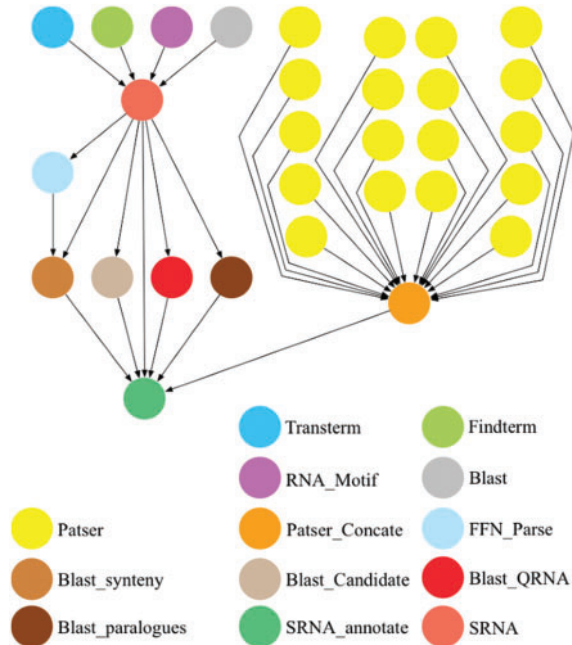 Transterm Findterm
RNA_Motif Blast
Patser Patser_Concate FFN_Parse
Blast_synteny Blast_Candidate Blast_QRNA
Blast_paralogues SRNA_annotate SRNA